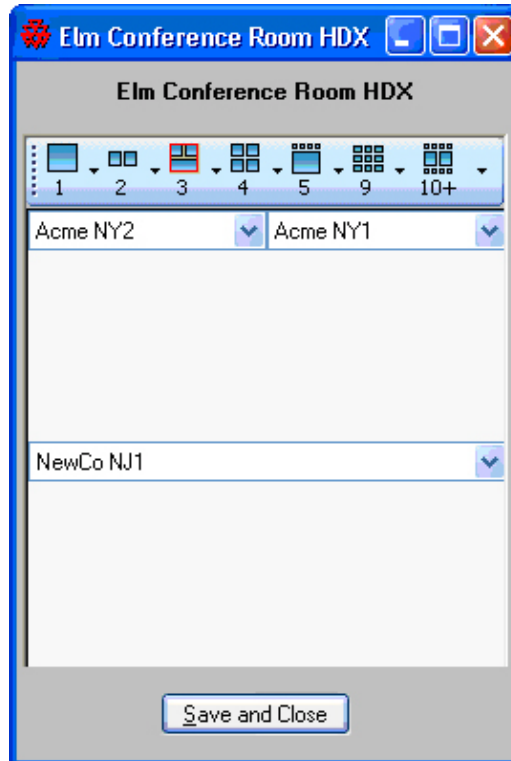 Elm Conference Room HDX
Elm Conference Room HDX
1 2 3 4 5 9 10+
Acme NY2 Acme NY1
NewCo NJ1
Save and Close